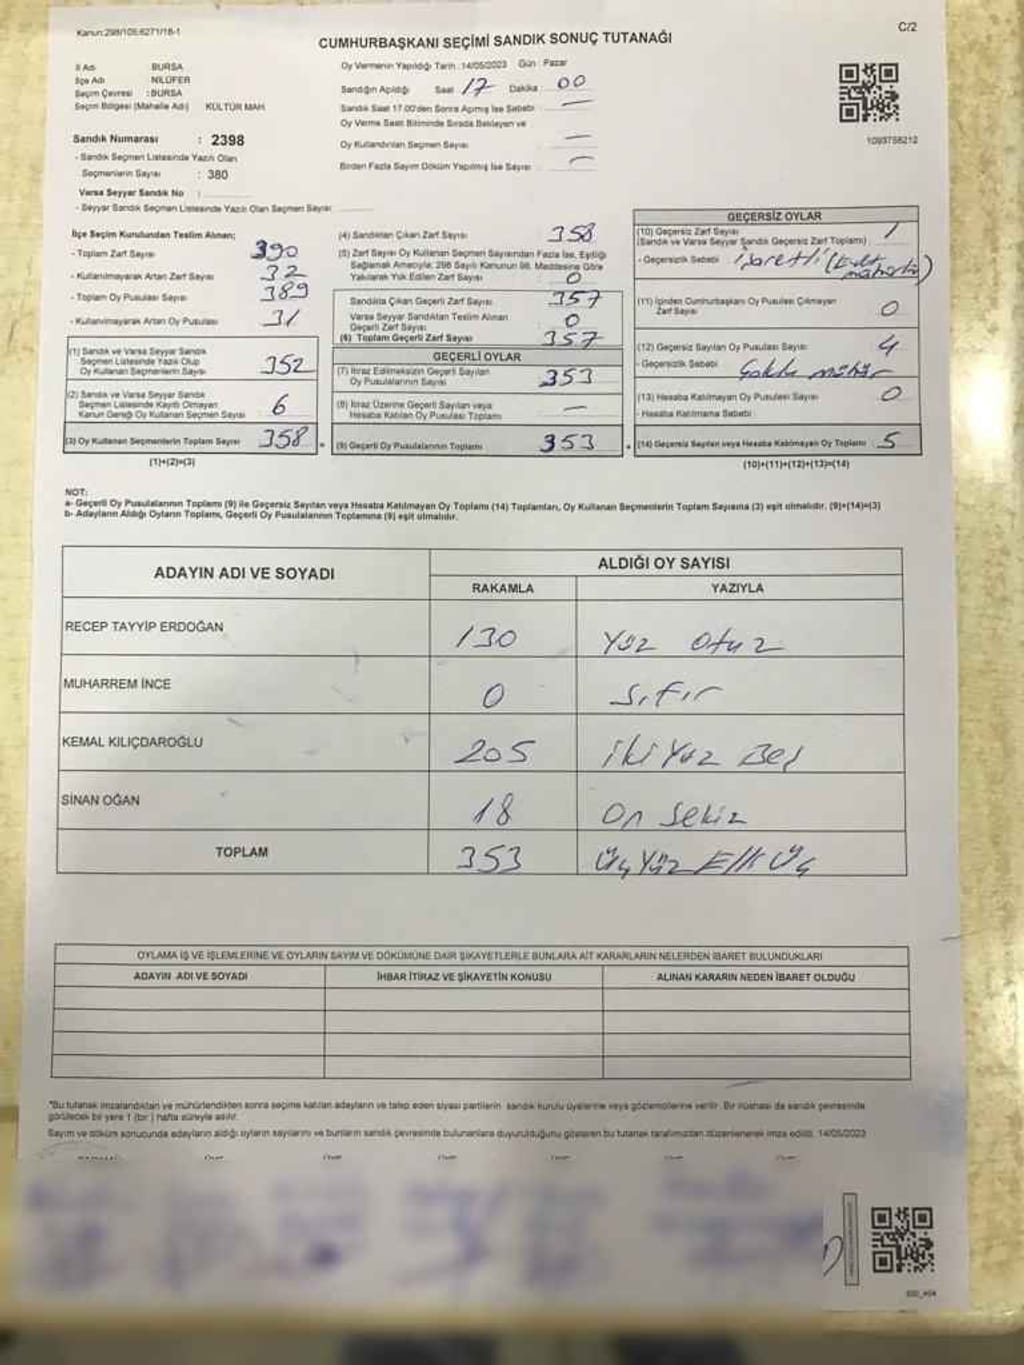 Kanun:298/105,6271/18-1
C/2
CUMHURBAŞKANI SEÇİMİ SANDIK SONUÇ TUTANAĞI
İl Adı BURSA
İlçe Adı NİLÜFER
Seçim Çevresi : BURSA
Seçim Bölgesi (Mahalle Adı) KÜLTÜR MAH.
Sandık Numarası : 2398
- Sandık Seçmen Listesinde Yazılı Olan
Seçmenlerin Sayısı : 380
Varsa Seyyar Sandık No :
- Seyyar Sandık Seçmen Listesinde Yazılı Olan Seçmen Sayısı
Oy Vermenin Yapıldığı Tarih :14/05/2023 Gün : Pazar
Sandığın Açıldığı Saat 17 Dakika : 00
Sandık Saat 17.00'den Sonra Açılmış İse Sebebi : —
Oy Verme Saati Bitiminde Sırada Bekleyen ve
Oy Kullandırılan Seçmen Sayısı : —
Birden Fazla Sayım Döküm Yapılmış İse Sayısı : —
1093758212
İlçe Seçim Kurulundan Teslim Alınan;
- Toplam Zarf Sayısı 390
- Kullanılmayarak Artan Zarf Sayısı 32
- Toplam Oy Pusulası Sayısı 389
- Kullanılmayarak Artan Oy Pusulası 31
(1) Sandık ve Varsa Seyyar Sandık
Seçmen Listesinde Yazılı Olup
Oy Kullanan Seçmenlerin Sayısı 352
(2) Sandık ve Varsa Seyyar Sandık
Seçmen Listesinde Kayıtlı Olmayan
Kanun Gereği Oy Kullanan Seçmen Sayısı 6
(3) Oy Kullanan Seçmenlerin Toplam Sayısı 358 =
(1)+(2)=(3)
(4) Sandıktan Çıkan Zarf Sayısı 358
(5) Zarf Sayısı Oy Kullanan Seçmen Sayısından Fazla İse, Eşitliği
Sağlamak Amacıyla, 298 Sayılı Kanunun 98. Maddesine Göre
Yakılarak Yok Edilen Zarf Sayısı 0
Sandıkta Çıkan Geçerli Zarf Sayısı 357
Varsa Seyyar Sandıktan Teslim Alınan
Geçerli Zarf Sayısı 0
(6) Toplam Geçerli Zarf Sayısı 357
GEÇERLİ OYLAR
(7) İtiraz Edilmeksizin Geçerli Sayılan
Oy Pusulalarının Sayısı 353
(8) İtiraz Üzerine Geçerli Sayılan veya
Hesaba Katılan Oy Pusulaları Toplamı —
(9) Geçerli Oy Pusulalarının Toplamı 353 +
GEÇERSİZ OYLAR
(10) Geçersiz Zarf Sayısı
(Sandık ve Varsa Seyyar Sandık Geçersiz Zarf Toplamı) 1
- Geçersizlik Sebebi : İşaretli
(11) İçinden Cumhurbaşkanı Oy Pusulası Çıkmayan
Zarf Sayısı 0
(12) Geçersiz Sayılan Oy Pusulası Sayısı 4
- Geçersizlik Sebebi : Çoklu mühür
(13) Hesaba Katılmayan Oy Pusulası Sayısı 0
- Hesaba Katılmama Sebebi :
(14) Geçersiz Sayılan veya Hesaba Katılmayan Oy Toplamı 5
(10)+(11)+(12)+(13)=(14)
NOT:
a- Geçerli Oy Pusulalarının Toplamı (9) ile Geçersiz Sayılan veya Hesaba Katılmayan Oy Toplamı (14) Toplamları, Oy Kullanan Seçmenlerin Toplam Sayısına (3) eşit olmalıdır. (9)+(14)=(3)
b- Adayların Aldığı Oyların Toplamı, Geçerli Oy Pusulalarının Toplamına (9) eşit olmalıdır.
ADAYIN ADI VE SOYADI ALDIĞI OY SAYISI
RAKAMLA YAZIYLA
RECEP TAYYİP ERDOĞAN 130 Yüz Otuz
MUHARREM İNCE 0 Sıfır
KEMAL KILIÇDAROĞLU 205 İki Yüz Beş
SİNAN OĞAN 18 On Sekiz
TOPLAM 353 Üç Yüz Elli Üç
OYLAMA İŞ VE İŞLEMLERİNE VE OYLARIN SAYIM VE DÖKÜMÜNE DAİR ŞİKAYETLERLE BUNLARA AİT KARARLARIN NELERDEN İBARET BULUNDUKLARI
ADAYIN ADI VE SOYADI İHBAR İTİRAZ VE ŞİKAYETİN KONUSU ALINAN KARARIN NEDEN İBARET OLDUĞU
*Bu tutanak imzalandıktan ve mühürlendikten sonra seçime katılan adayların ve talep eden siyasi partilerin sandık kurulu üyelerine veya gözlemcilerine verilir. Bir nüshası da sandık çevresinde
görülecek bir yere 1 (bir) hafta süreyle asılır.
Sayım ve döküm sonucunda adayların aldığı oyların sayılarını ve bunların sandık çevresinde bulunanlara duyurulduğunu gösteren bu tutanak tarafımızdan düzenlenerek imza edildi. 14/05/2023